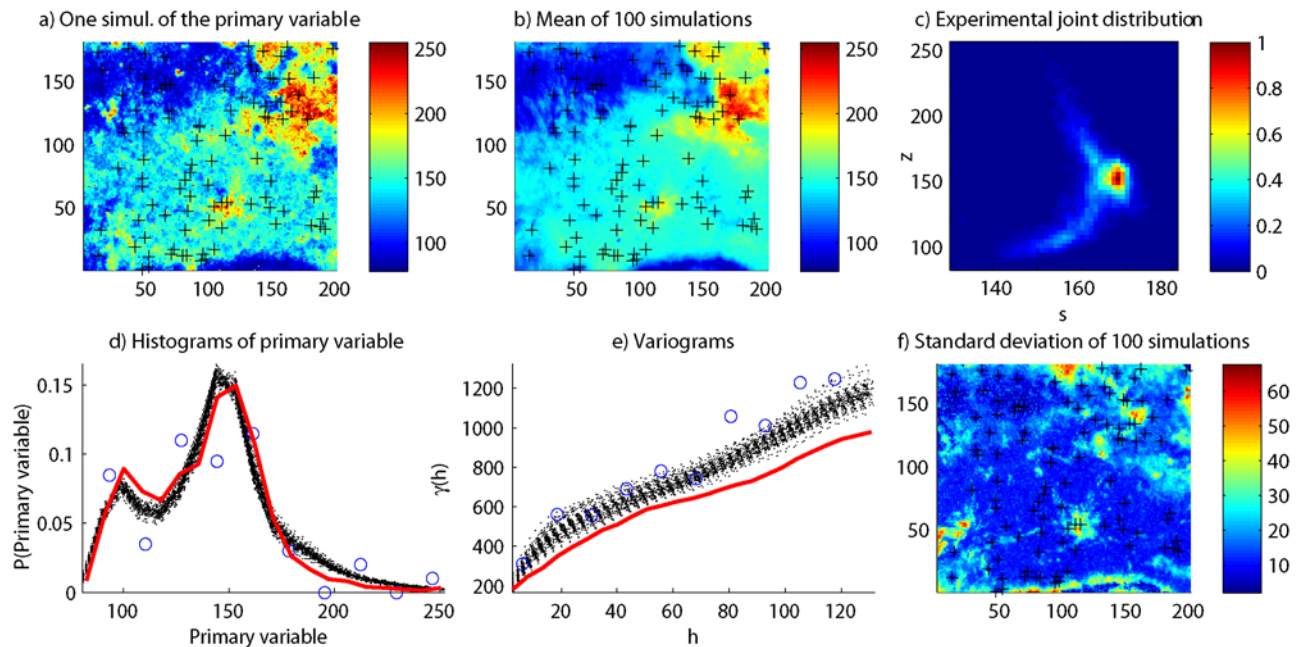 a) One simul. of the primary variable
b) Mean of 100 simulations
c) Experimental joint distribution
150
100
50
50 100 150 200
250
200
150
100
150
100
50
50 100 150 200
250
200
150
100
z
250
200
150
100
140 160 180
s
1
0.8
0.6
0.4
0.2
0
d) Histograms of primary variable
e) Variograms
f) Standard deviation of 100 simulations
P(Primary variable)
0.15
0.1
0.05
0
100 150 200 250
Primary variable
γ(h)
1200
1000
800
600
400
200
20 40 60 80 100 120
h
150
100
50
50 100 150 200
60
50
40
30
20
10